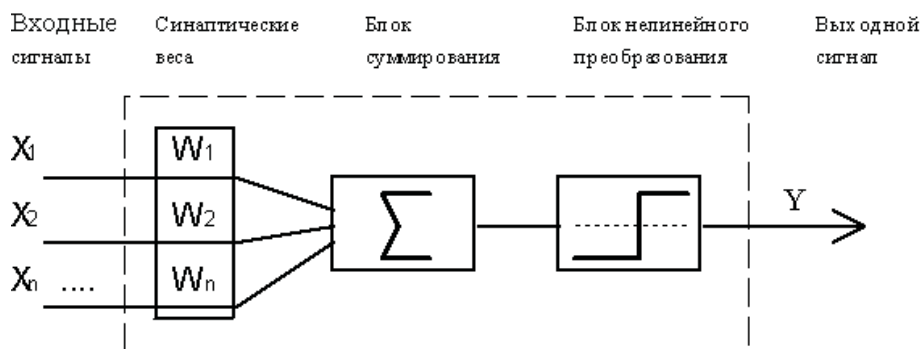 Входные сигналы
Синаптические веса
Блок суммирования
Блок нелинейного преобразования
Выходной сигнал
X1
W1
X2
W2
Xn ....
Wn
Σ
Y